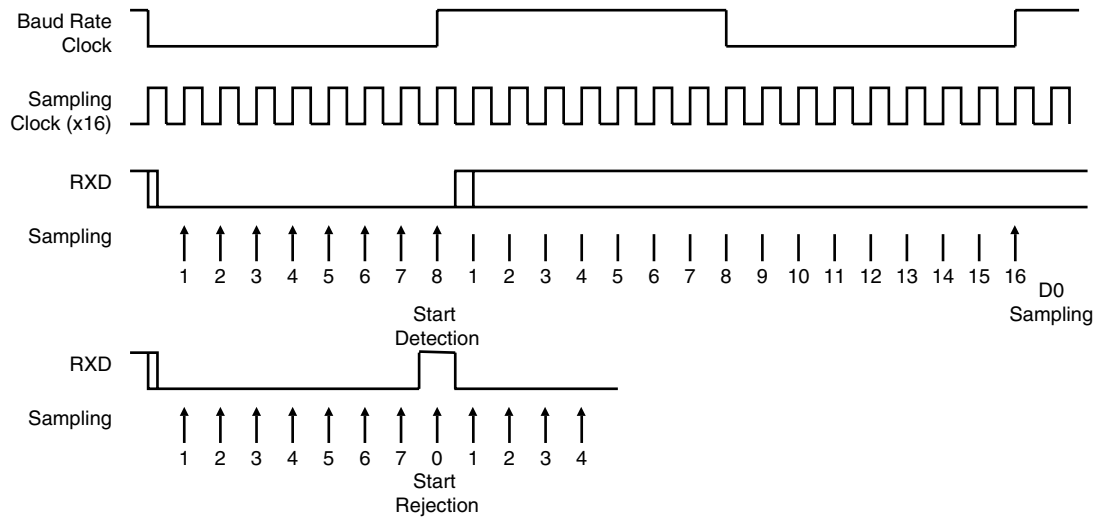 Baud Rate
Clock
Sampling
Clock (x16)
RXD
Sampling
1 2 3 4 5 6 7 8 1 2 3 4 5 6 7 8 9 10 11 12 13 14 15 16
D0
Sampling
Start
Detection
RXD
Sampling
1 2 3 4 5 6 7 0 1 2 3 4
Start
Rejection